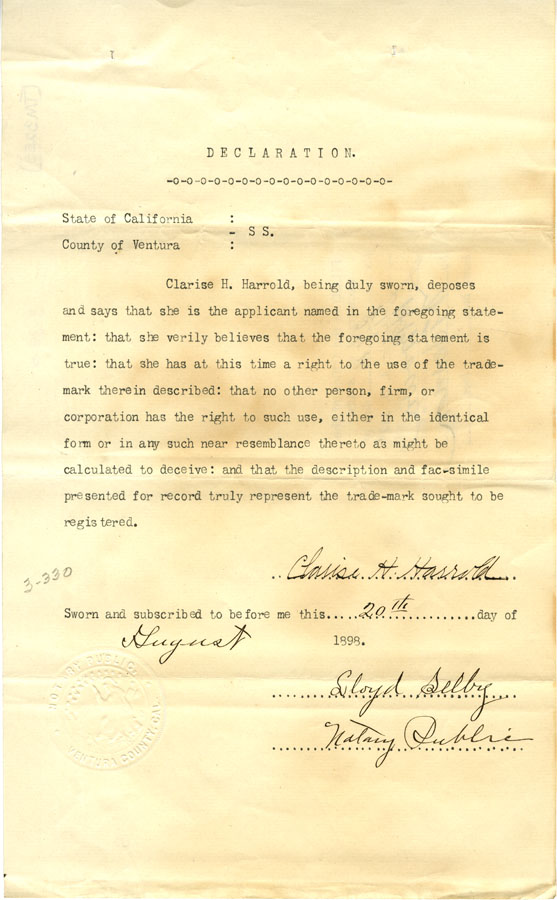 DECLARATION.
-o-o-o-o-o-o-o-o-o-o-o-o-o-o-o-o-
State of California :
- SS.
County of Ventura :
Clarise H. Harrold, being duly sworn, deposes
and says that she is the applicant named in the foregoing state-
ment: that she verily believes that the foregoing statement is
true: that she has at this time a right to the use of the trade-
mark therein described: that no other person, firm, or
corporation has the right to such use, either in the identical
form or in any such near resemblance thereto as might be
calculated to deceive: and that the description and fac-simile
presented for record truly represent the trade-mark sought to be
registered.
Clarise H. Harrold
3-330
Sworn and subscribed to before me this.....20th............day of
August 1898.
Lloyd Selby
Notary Public
NOTARY PUBLIC
VENTURA COUNTY, CAL.